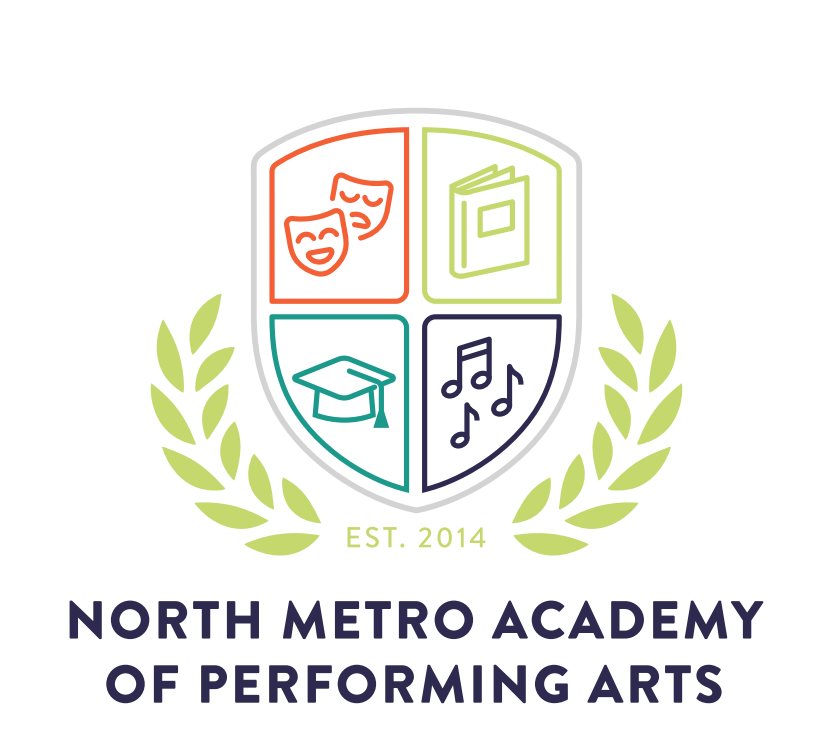 EST. 2014
NORTH METRO ACADEMY
OF PERFORMING ARTS